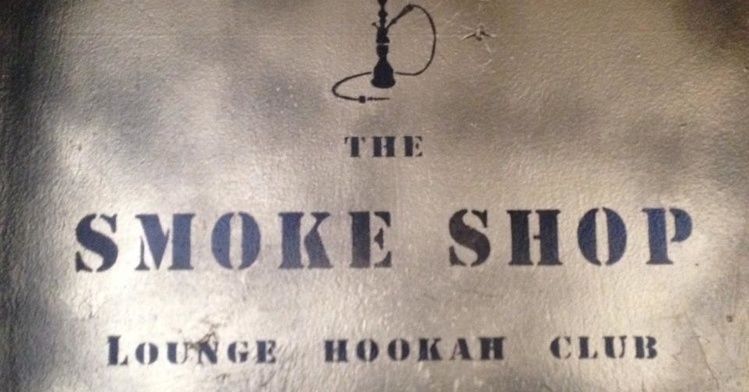 THE
SMOKE SHOP
LOUNGE HOOKAH CLUB